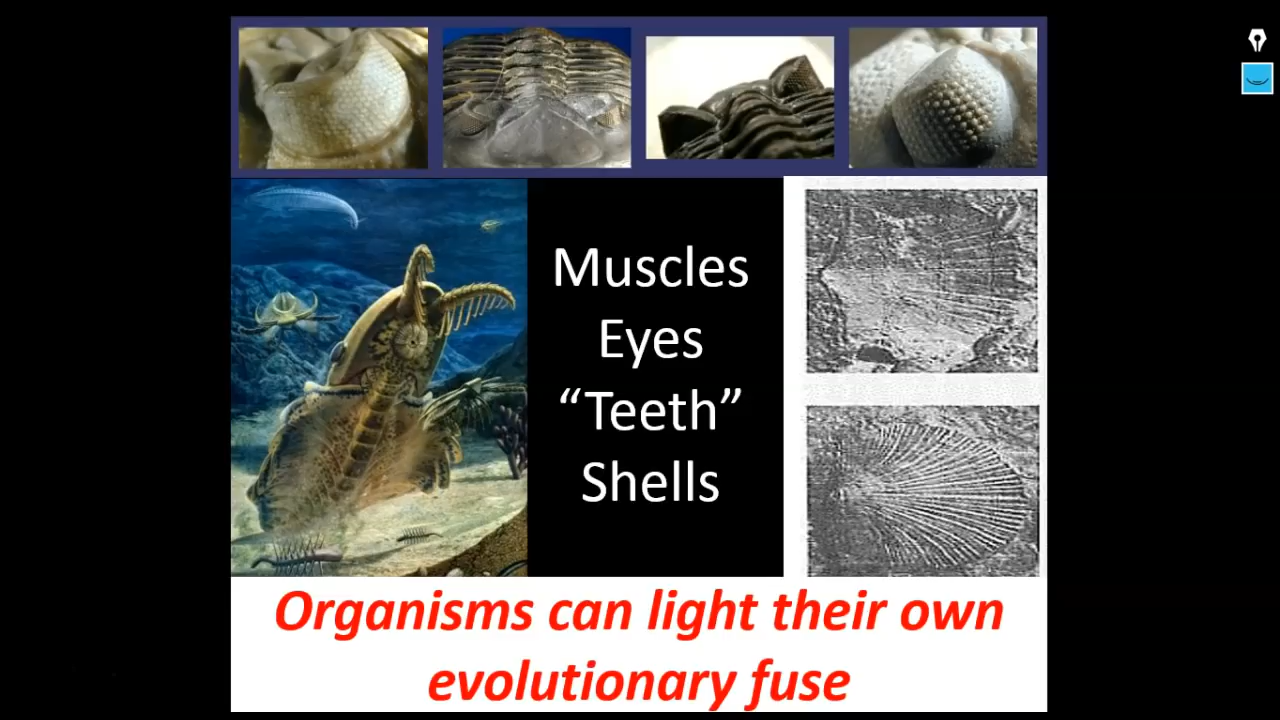 Muscles
Eyes
“Teeth”
Shells
Organisms can light their own
evolutionary fuse